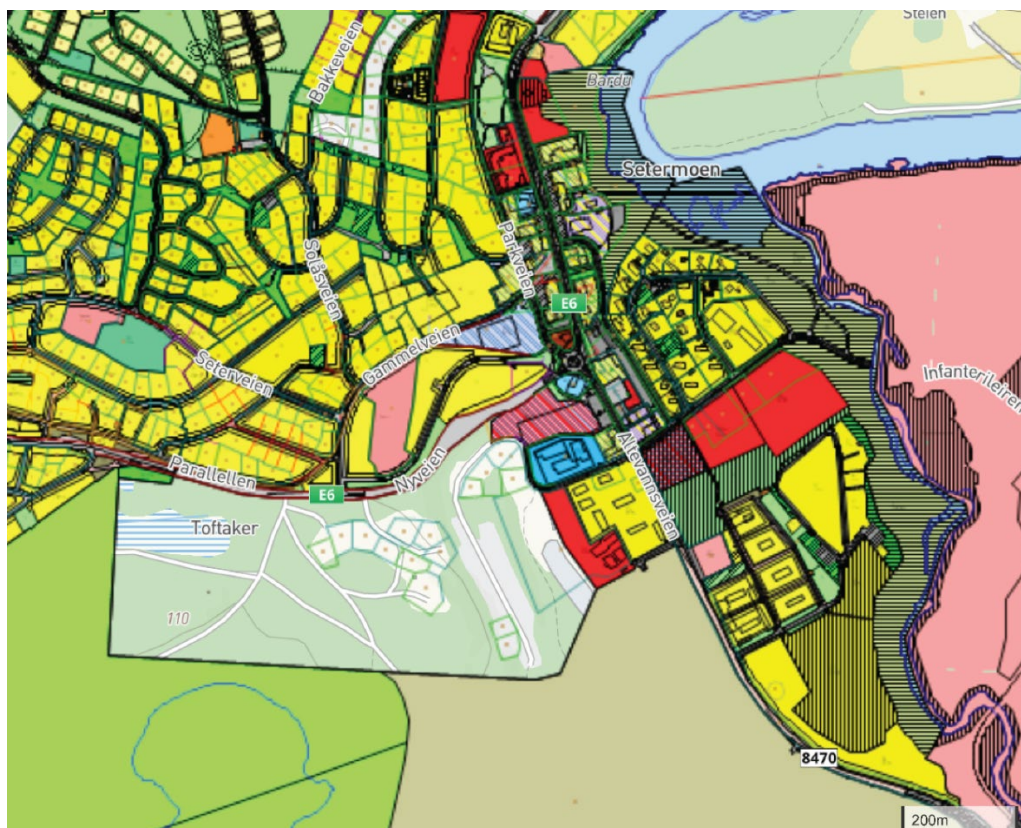 Steien
Bardu
Bakkeveien
Setermoen
Parkveien
Solåsveien
E6
Gammelveien
Seterveien
Infanterileiren
Altevannsveien
Parallellen
Nyveien
E6
Toftaker
110
8470
200m